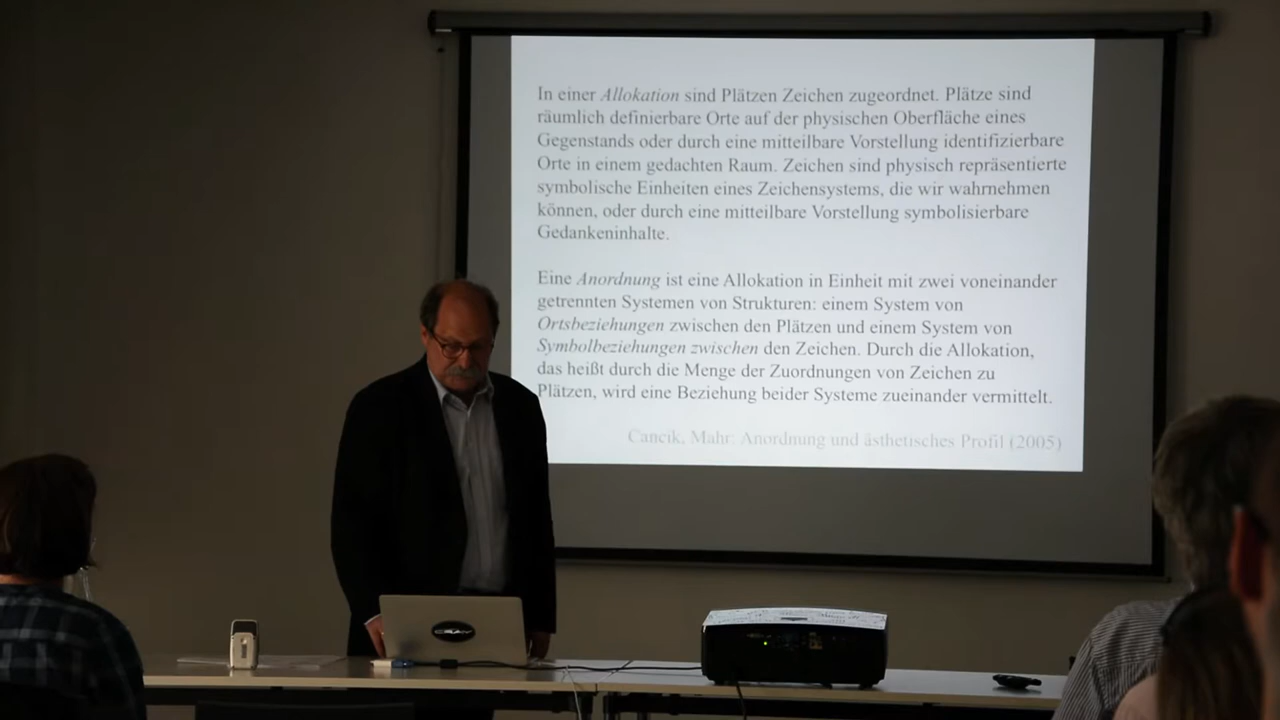 In einer Allokation sind Plätzen Zeichen zugeordnet. Plätze sind
räumlich definierbare Orte auf der physischen Oberfläche eines
Gegenstands oder durch eine mitteilbare Vorstellung identifizierbare
Orte in einem gedachten Raum. Zeichen sind physisch repräsentierte
symbolische Einheiten eines Zeichensystems, die wir wahrnehmen
können, oder durch eine mitteilbare Vorstellung symbolisierbare
Gedankeninhalte.
Eine Anordnung ist eine Allokation in Einheit mit zwei voneinander
getrennten Systemen von Strukturen: einem System von
Ortsbeziehungen zwischen den Plätzen und einem System von
Symbolbeziehungen zwischen den Zeichen. Durch die Allokation,
das heißt durch die Menge der Zuordnungen von Zeichen zu
Plätzen, wird eine Beziehung beider Systeme zueinander vermittelt.
Cancik, Mahr: Anordnung und ästhetisches Profil (2005)